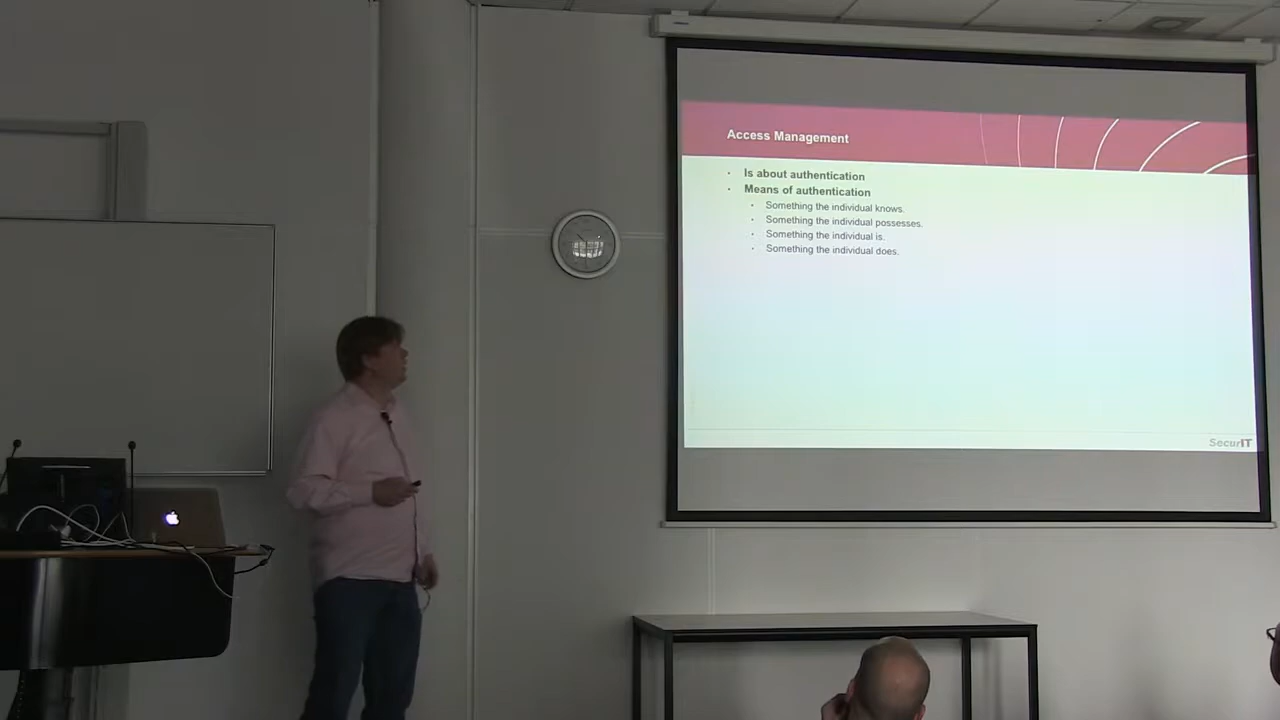 Access Management
· Is about authentication
· Means of authentication
· Something the individual knows.
· Something the individual possesses.
· Something the individual is.
· Something the individual does.
SecurIT